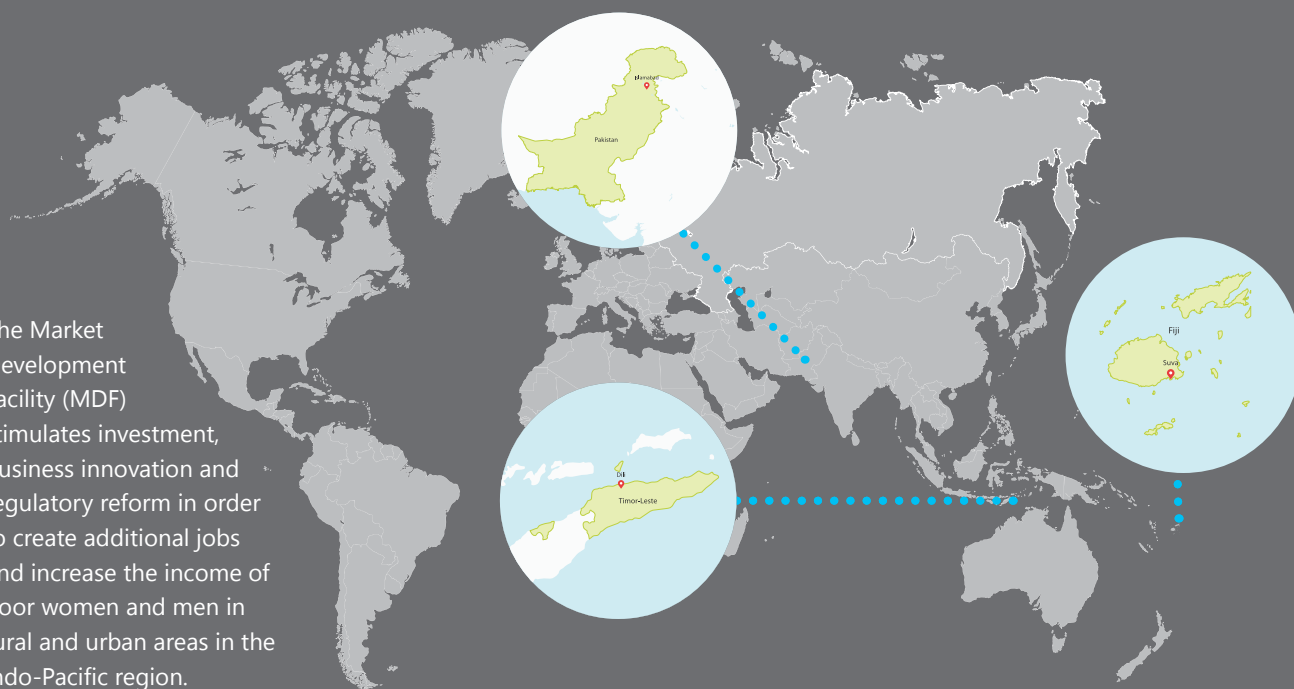 he Market
evelopment
acility (MDF)
timulates investment,
usiness innovation and
egulatory reform in order
o create additional jobs
nd increase the income of
oor women and men in
ural and urban areas in the
ndo-Pacific region.
Islamabad
Pakistan
Dili
Timor-Leste
Fiji
Suva